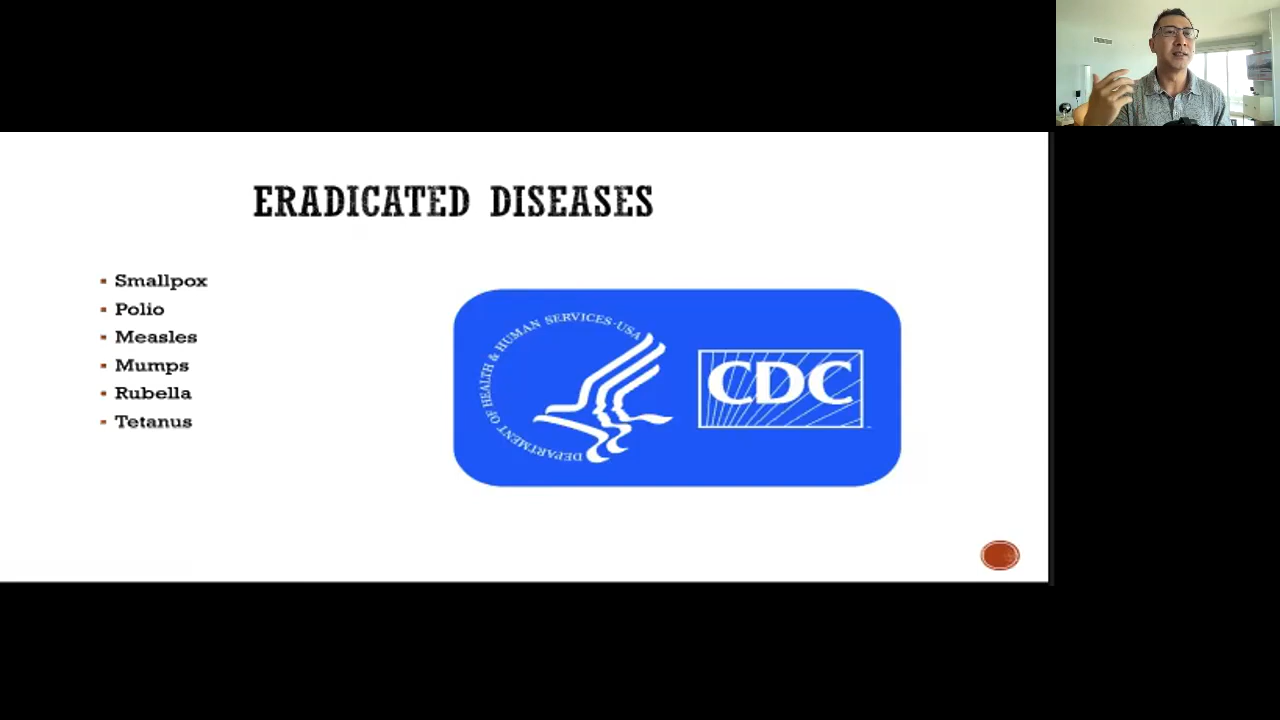 ERADICATED DISEASES
Smallpox
Polio
Measles
Mumps
Rubella
Tetanus
DEPARTMENT OF HEALTH & HUMAN SERVICES·USA
CDC